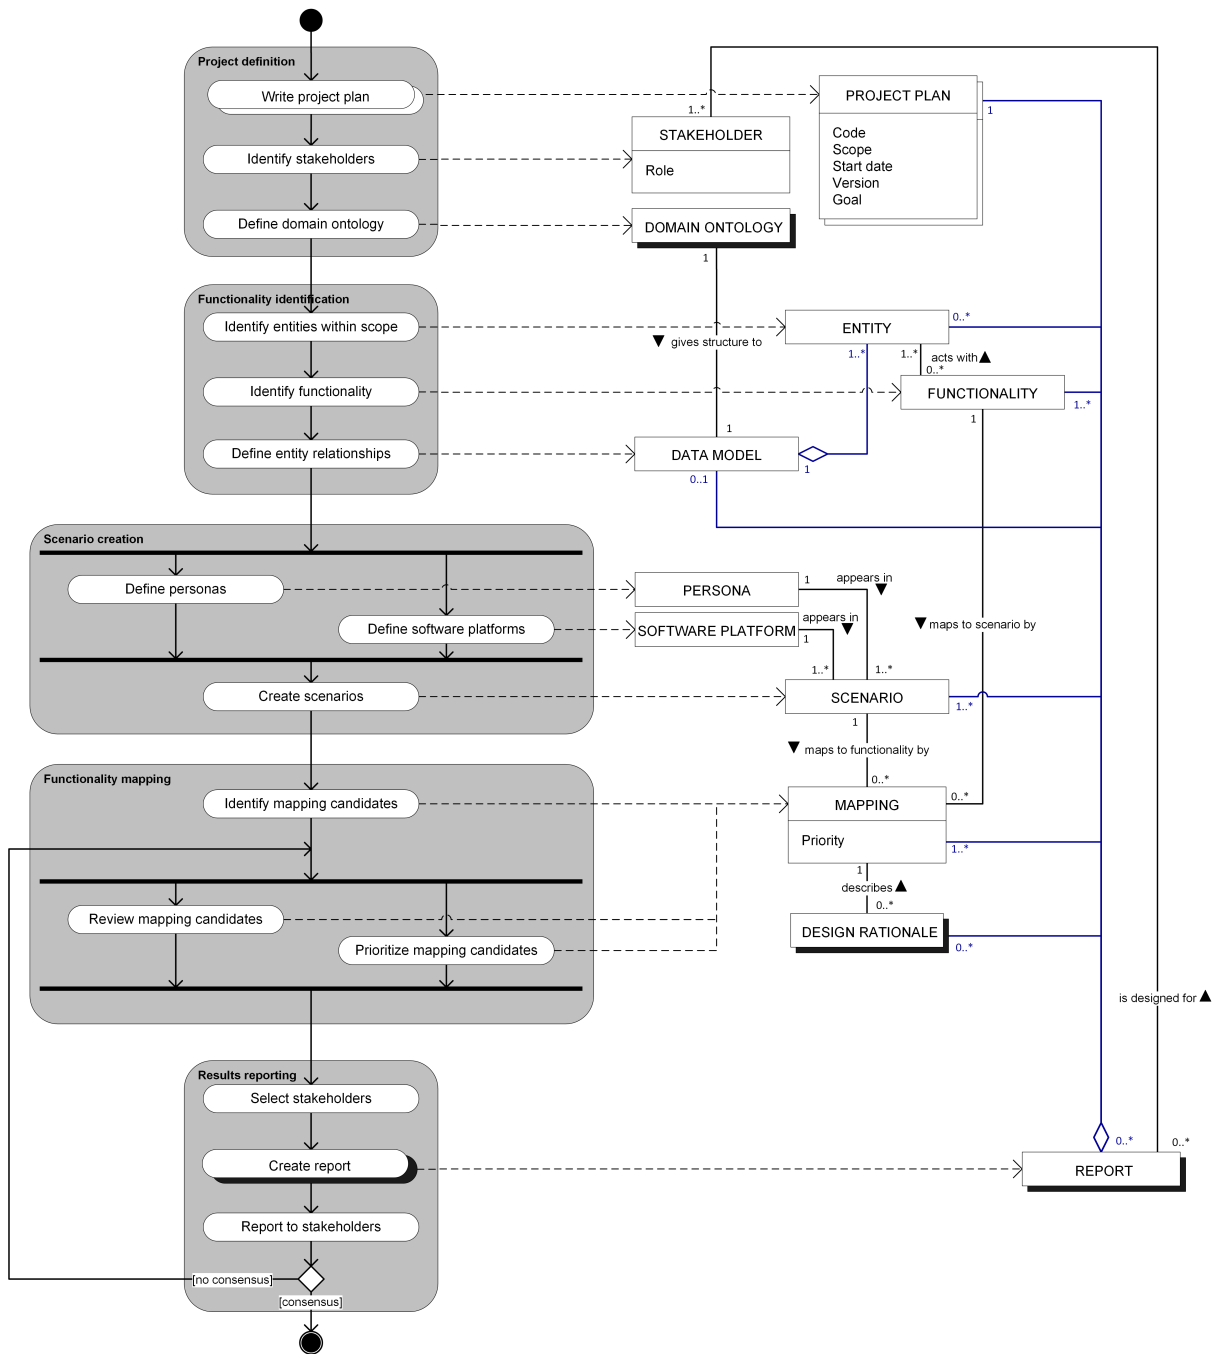 Project definition
Write project plan
Identify stakeholders
Define domain ontology
1..*
STAKEHOLDER
Role
PROJECT PLAN
1
Code
Scope
Start date
Version
Goal
DOMAIN ONTOLOGY
1
Functionality identification
Identify entities within scope
Identify functionality
Define entity relationships
gives structure to
ENTITY
0..*
1..*
1..*
acts with
0..*
FUNCTIONALITY
1..*
1
1
DATA MODEL
1
0..1
Scenario creation
Define personas
Define software platforms
Create scenarios
PERSONA
1
appears in
SOFTWARE PLATFORM
appears in
1
maps to scenario by
1..*
1..*
SCENARIO
1..*
1
maps to functionality by
0..*
Functionality mapping
Identify mapping candidates
Review mapping candidates
Prioritize mapping candidates
MAPPING
0..*
Priority
1..*
1
describes
0..*
DESIGN RATIONALE
0..*
is designed for
Results reporting
Select stakeholders
Create report
Report to stakeholders
[no consensus]
[consensus]
0..*
0..*
REPORT